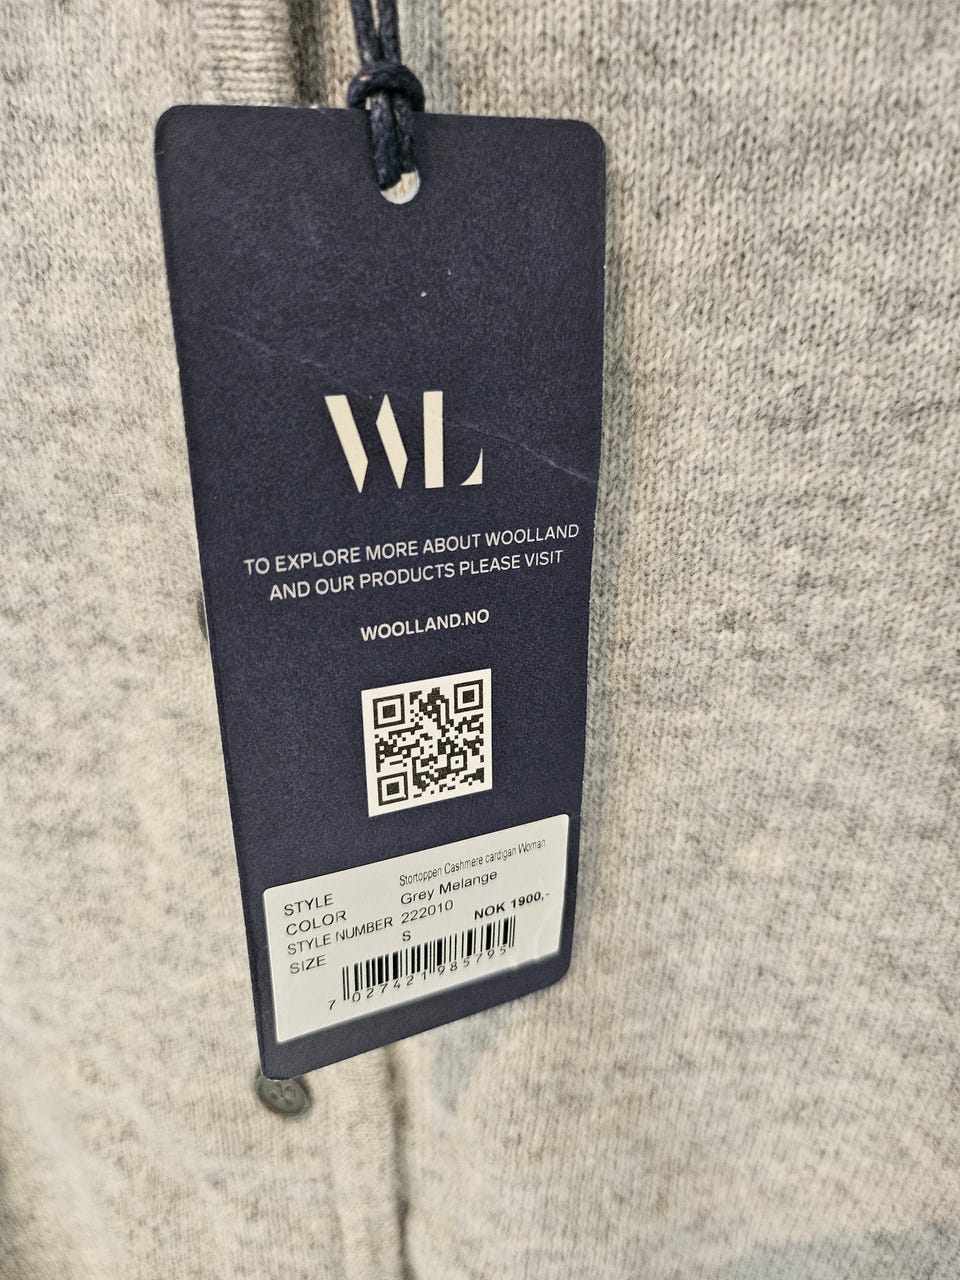 WL
TO EXPLORE MORE ABOUT WOOLLAND
AND OUR PRODUCTS PLEASE VISIT
WOOLLAND.NO
STYLE Stortoppen Cashmere cardigan Woman
COLOR Grey Melange
STYLE NUMBER 222010
SIZE S NOK 1900,-
7 027421 985795